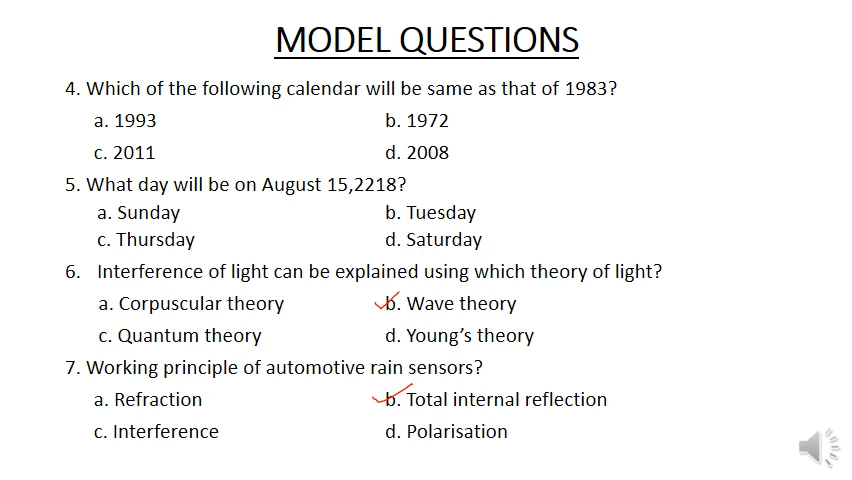 MODEL QUESTIONS
4. Which of the following calendar will be same as that of 1983?
a. 1993 b. 1972
c. 2011 d. 2008
5. What day will be on August 15,2218?
a. Sunday b. Tuesday
c. Thursday d. Saturday
6. Interference of light can be explained using which theory of light?
a. Corpuscular theory b. Wave theory
c. Quantum theory d. Young’s theory
7. Working principle of automotive rain sensors?
a. Refraction b. Total internal reflection
c. Interference d. Polarisation